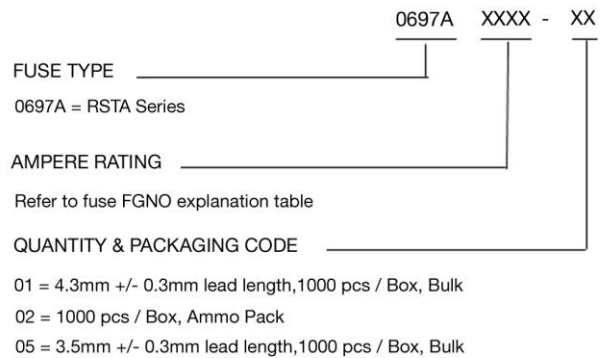 0697A XXXX - XX
FUSE TYPE
0697A = RSTA Series
AMPERE RATING
Refer to fuse FGNO explanation table
QUANTITY & PACKAGING CODE
01 = 4.3mm +/- 0.3mm lead length,1000 pcs / Box, Bulk
02 = 1000 pcs / Box, Ammo Pack
05 = 3.5mm +/- 0.3mm lead length,1000 pcs / Box, Bulk